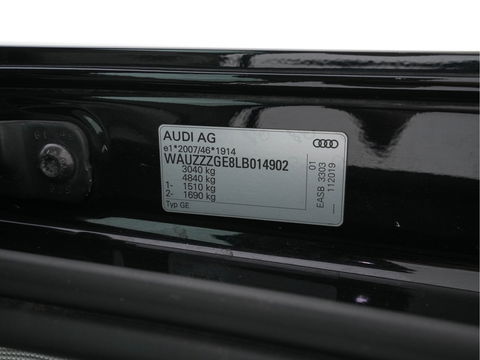 AUDI AG
e1*2007/46*1914
WAUZZZGE8LB014902
3040 kg
4840 kg
1- 1510 kg
2- 1690 kg
Typ GE
01
EASB 3303
112019